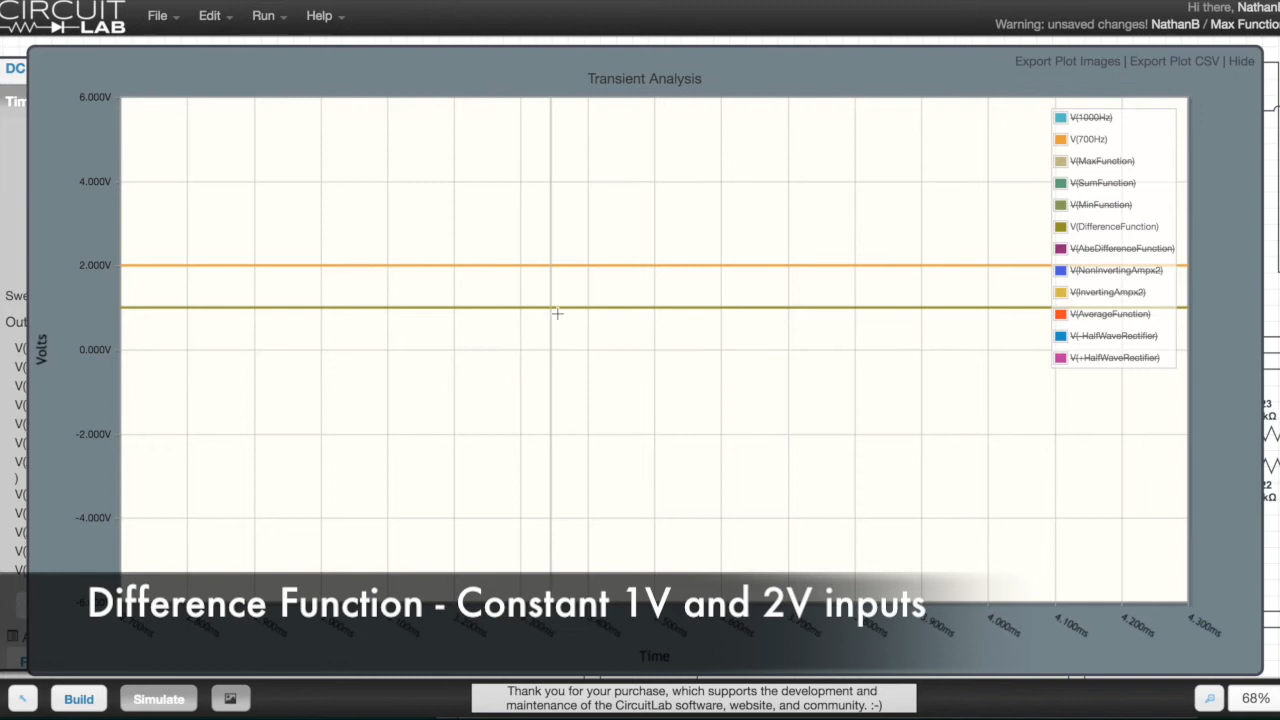 CIRCUIT
LAB
File
Edit
Run
Help
Hi there, Nathan
Warning: unsaved changes! NathanB / Max Functio
DC
Export Plot Images | Export Plot CSV | Hide
Transient Analysis
Volts
6.000V
4.000V
2.000V
0.000V
-2.000V
-4.000V
V(1000Hz)
V(700Hz)
V(MaxFunction)
V(SumFunction)
V(MinFunction)
V(DifferenceFunction)
V(AbsDifferenceFunction)
V(NonInvertingAmpx2)
V(InvertingAmpx2)
V(AverageFunction)
V(-HalfWaveRectifier)
V(+HalfWaveRectifier)
Difference Function - Constant 1V and 2V inputs
4.000ms
4.100ms
4.200ms
4.300ms
Time
Build
Simulate
Thank you for your purchase, which supports the development and
maintenance of the CircuitLab software, website, and community. :-)
68%